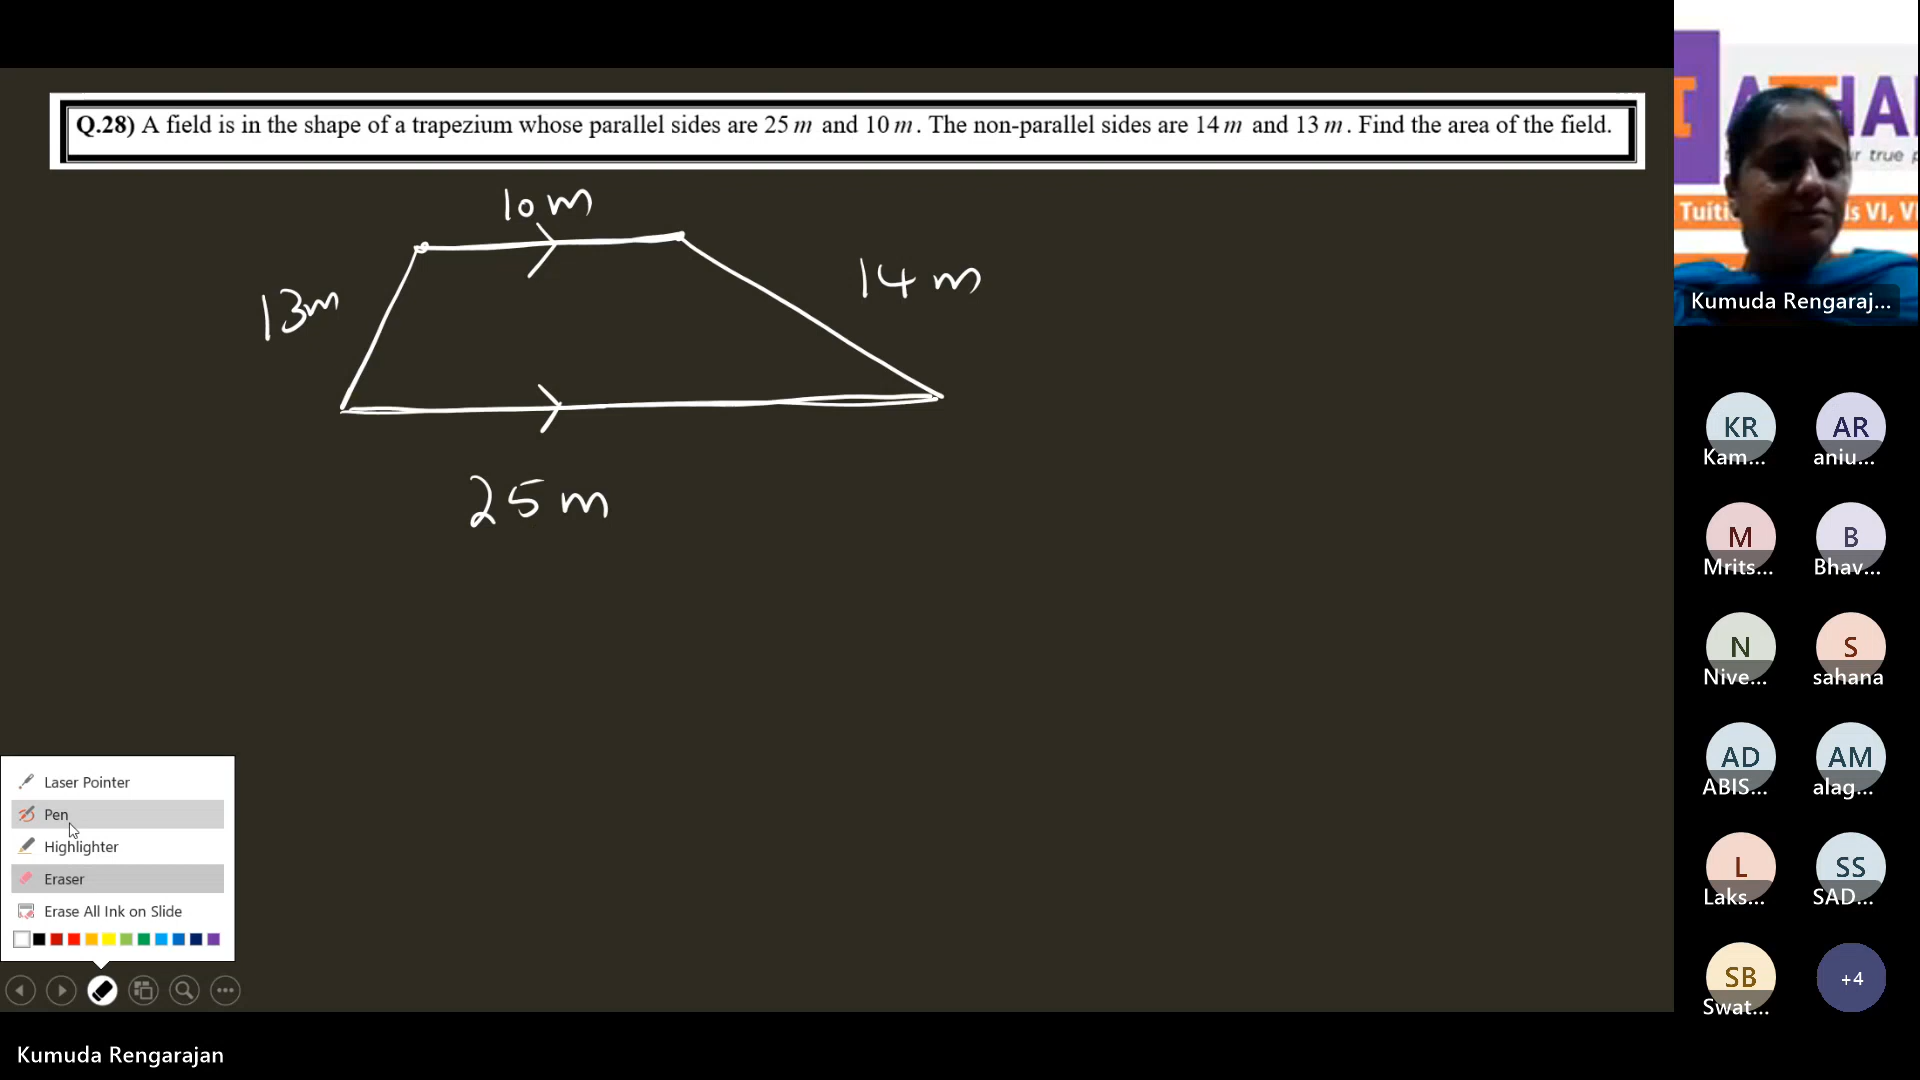 Q.28) A field is in the shape of a trapezium whose parallel sides are 25 m and 10 m. The non-parallel sides are 14 m and 13 m. Find the area of the field.
10 m
13m
14 m
25 m
Laser Pointer
Pen
Highlighter
Eraser
Erase All Ink on Slide
Kumuda Rengarajan
ur true p
Tuiti
ls VI, V
Kumuda Rengaraj...
KR
Kam...
AR
aniu...
M
Mrits...
B
Bhav...
N
Nive...
S
sahana
AD
ABIS...
AM
alag...
L
Laks...
SS
SAD...
SB
Swat...
+4